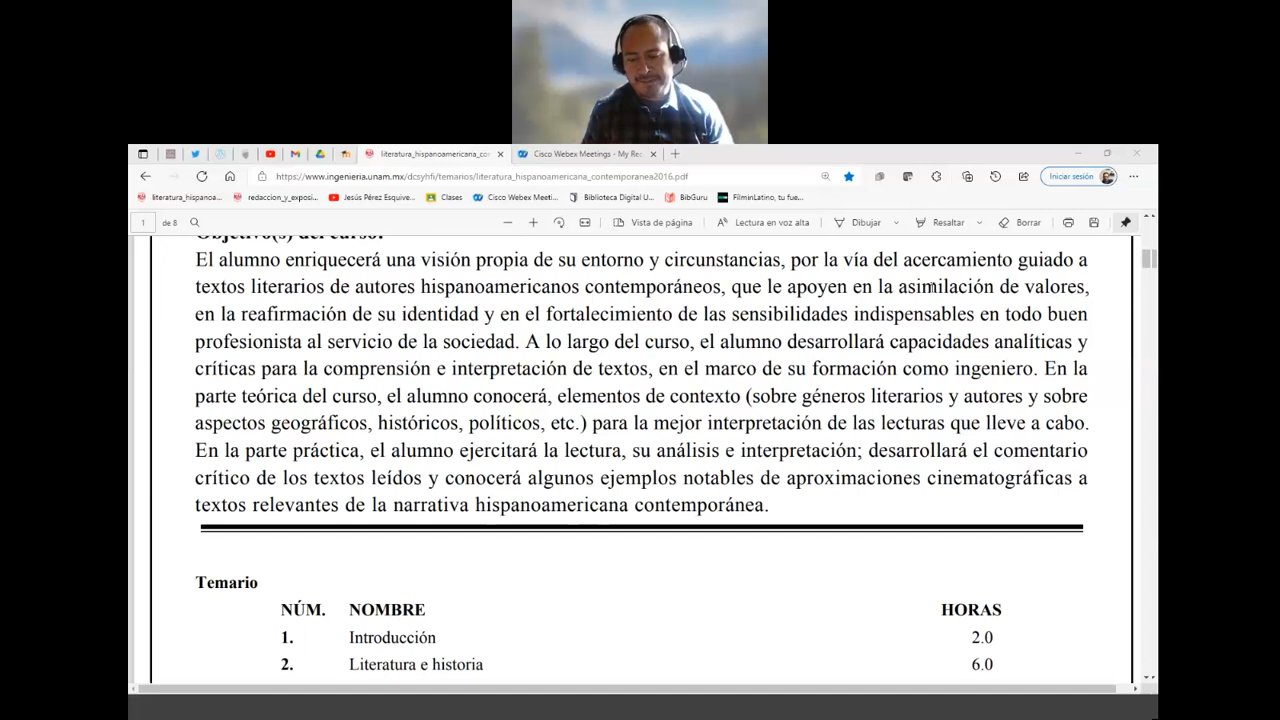 literatura_hispanoamericana_co
Cisco Webex Meetings - My Rec
https://www.ingenieria.unam.mx/dcsyhfi/temarios/literatura_hispanoamericana_contemporanea2016.pdf
Iniciar sesión
literatura_hispanoa...
redaccion_y_exposi...
Jesús Pérez Esquive...
Clases
Cisco Webex Meeti...
Biblioteca Digital U...
BibGuru
FilminLatino, tu fue...
1 de 8
Vista de página
Lectura en voz alta
Dibujar
Resaltar
Borrar
Objetivo(s) del curso:
El alumno enriquecerá una visión propia de su entorno y circunstancias, por la vía del acercamiento guiado a
textos literarios de autores hispanoamericanos contemporáneos, que le apoyen en la asimilación de valores,
en la reafirmación de su identidad y en el fortalecimiento de las sensibilidades indispensables en todo buen
profesionista al servicio de la sociedad. A lo largo del curso, el alumno desarrollará capacidades analíticas y
críticas para la comprensión e interpretación de textos, en el marco de su formación como ingeniero. En la
parte teórica del curso, el alumno conocerá, elementos de contexto (sobre géneros literarios y autores y sobre
aspectos geográficos, históricos, políticos, etc.) para la mejor interpretación de las lecturas que lleve a cabo.
En la parte práctica, el alumno ejercitará la lectura, su análisis e interpretación; desarrollará el comentario
crítico de los textos leídos y conocerá algunos ejemplos notables de aproximaciones cinematográficas a
textos relevantes de la narrativa hispanoamericana contemporánea.
Temario
NÚM. NOMBRE HORAS
1. Introducción 2.0
2. Literatura e historia 6.0